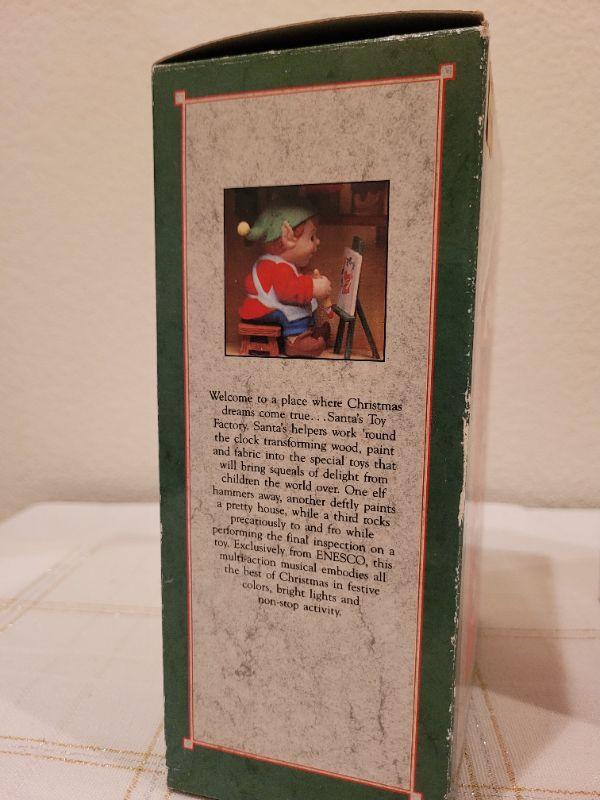 Welcome to a place where Christmas
dreams come true...Santa's Toy
Factory. Santa's helpers work 'round
the clock transforming wood, paint
and fabric into the special toys that
will bring squeals of delight from
children the world over. One elf
hammers away, another deftly paints
a pretty house, while a third rocks
precariously to and fro while
performing the final inspection on a
toy. Exclusively from ENESCO, this
multi-action musical embodies all
the best of Christmas in festive
colors, bright lights and
non-stop activity.